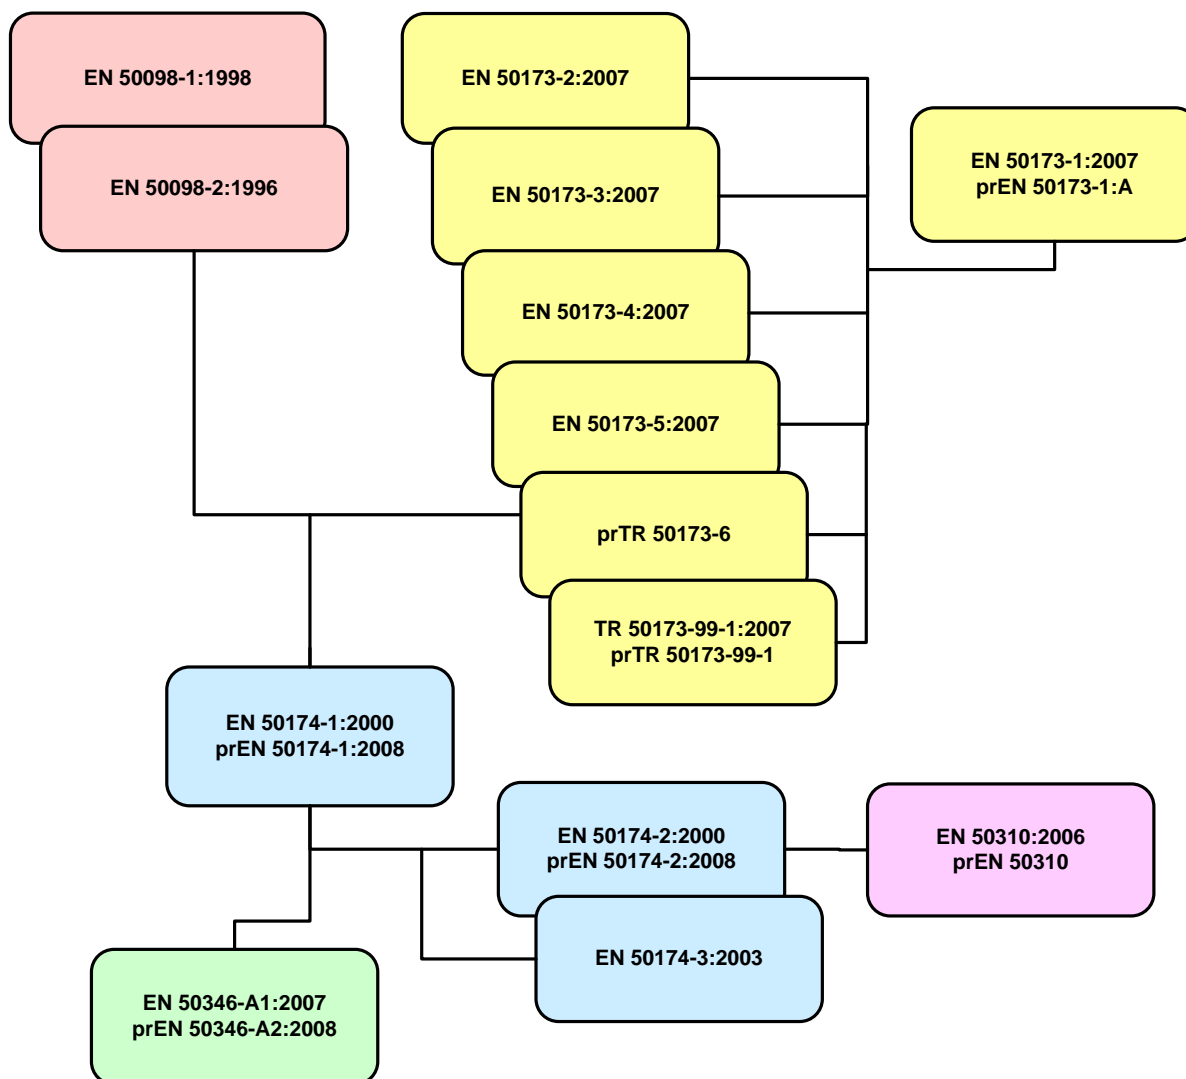 EN 50098-1:1998
EN 50098-2:1996
EN 50173-2:2007
EN 50173-3:2007
EN 50173-4:2007
EN 50173-5:2007
prTR 50173-6
TR 50173-99-1:2007
prTR 50173-99-1
EN 50173-1:2007
prEN 50173-1:A
EN 50174-1:2000
prEN 50174-1:2008
EN 50174-2:2000
prEN 50174-2:2008
EN 50174-3:2003
EN 50310:2006
prEN 50310
EN 50346-A1:2007
prEN 50346-A2:2008